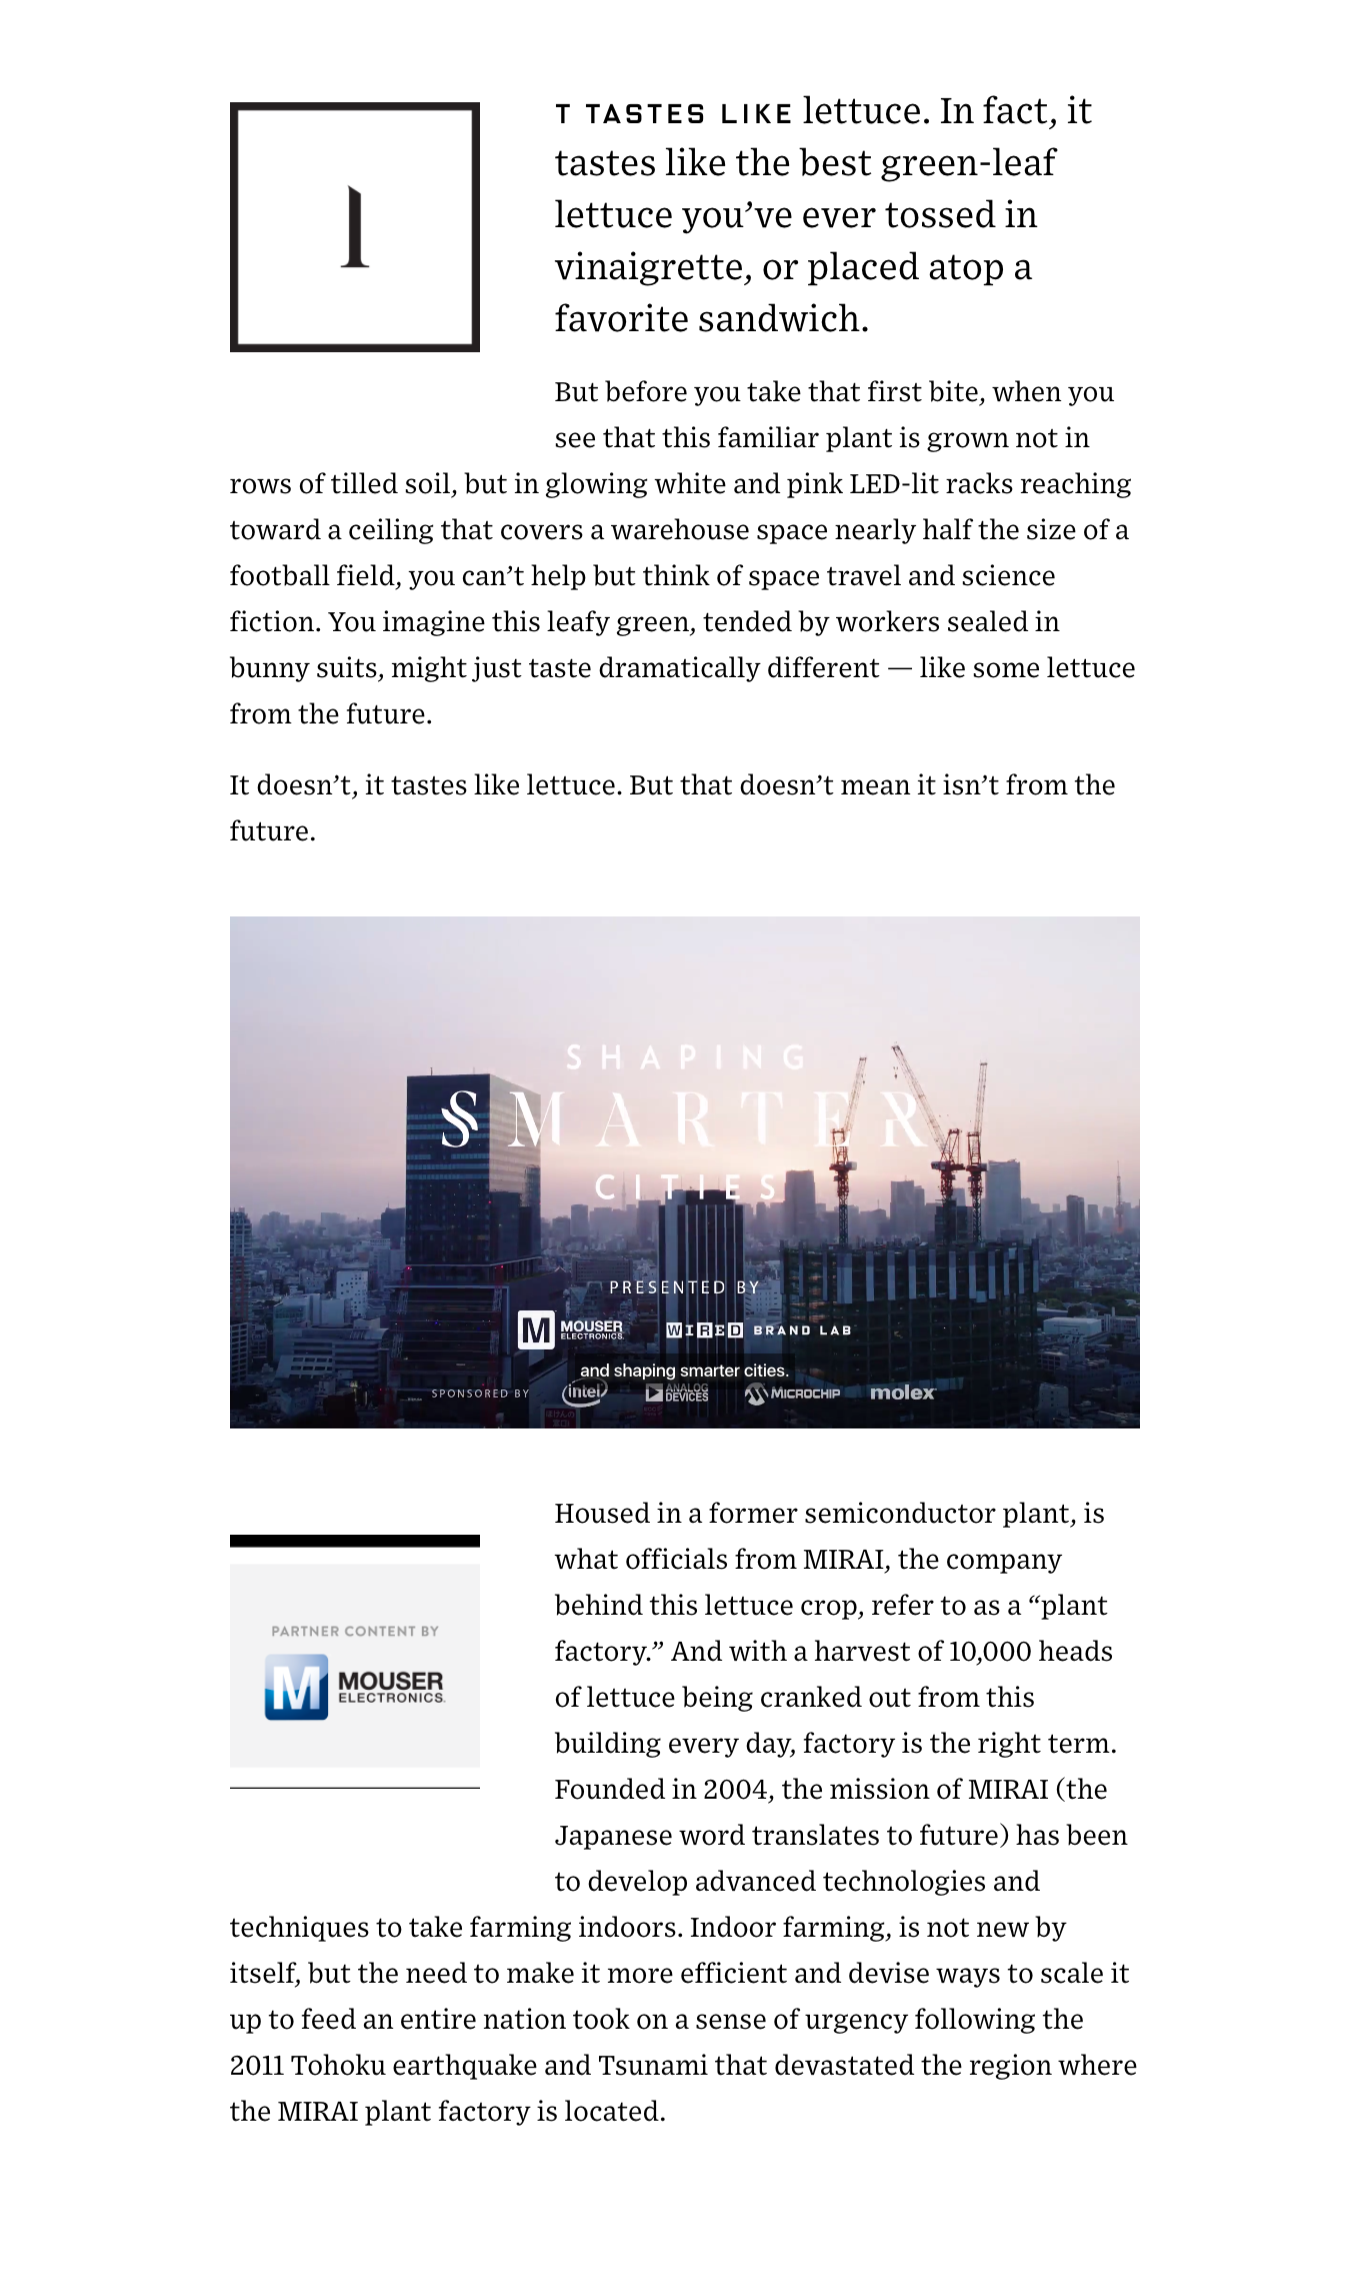 I
T TASTES LIKE lettuce. In fact, it
tastes like the best green-leaf
lettuce you’ve ever tossed in
vinaigrette, or placed atop a
favorite sandwich.
But before you take that first bite, when you
see that this familiar plant is grown not in
rows of tilled soil, but in glowing white and pink LED-lit racks reaching
toward a ceiling that covers a warehouse space nearly half the size of a
football field, you can’t help but think of space travel and science
fiction. You imagine this leafy green, tended by workers sealed in
bunny suits, might just taste dramatically different — like some lettuce
from the future.
It doesn’t, it tastes like lettuce. But that doesn’t mean it isn’t from the
future.
SHAPING
SMARTER
CITIES
PRESENTED BY
M MOUSER ELECTRONICS. WIRED BRAND LAB
and shaping smarter cities.
SPONSORED BY intel ANALOG DEVICES MICROCHIP molex
PARTNER CONTENT BY
M MOUSER
ELECTRONICS.
Housed in a former semiconductor plant, is
what officials from MIRAI, the company
behind this lettuce crop, refer to as a “plant
factory.” And with a harvest of 10,000 heads
of lettuce being cranked out from this
building every day, factory is the right term.
Founded in 2004, the mission of MIRAI (the
Japanese word translates to future) has been
to develop advanced technologies and
techniques to take farming indoors. Indoor farming, is not new by
itself, but the need to make it more efficient and devise ways to scale it
up to feed an entire nation took on a sense of urgency following the
2011 Tohoku earthquake and Tsunami that devastated the region where
the MIRAI plant factory is located.